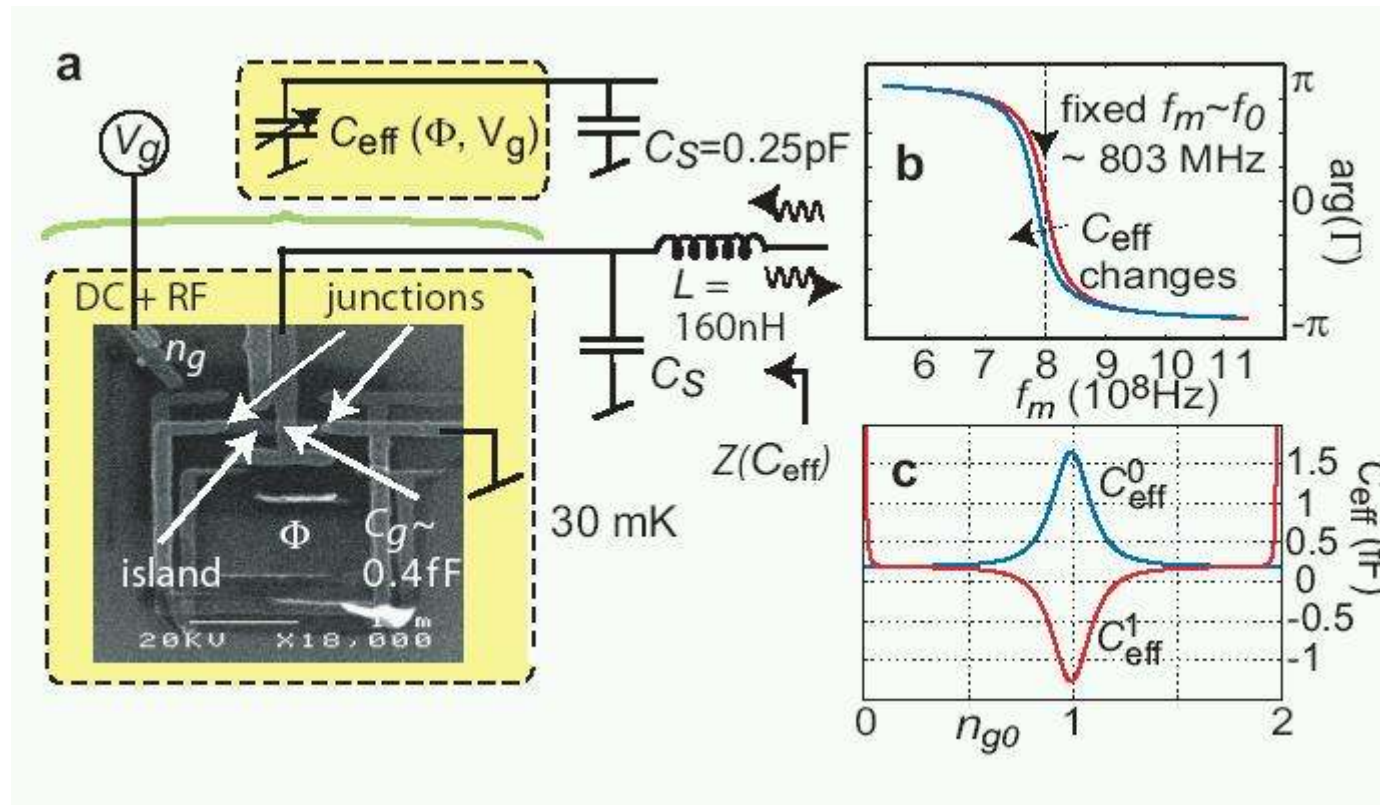 a
V_g
C_eff (Φ, V_g)
C_S=0.25pF
DC + RF
junctions
n_g
L =
160nH
C_S
Z(C_eff)
30 mK
Φ
C_g~
0.4fF
island
20KV X18,000 m
b
fixed f_m~f_0
~ 803 MHz
C_eff
changes
π
0
-π
arg(Γ)
6 7 8 9 10 11
f_m (10^8Hz)
c
C^0_eff
C^1_eff
1.5
1
0.5
0
-0.5
-1
C_eff (fF)
0 1 2
n_g0